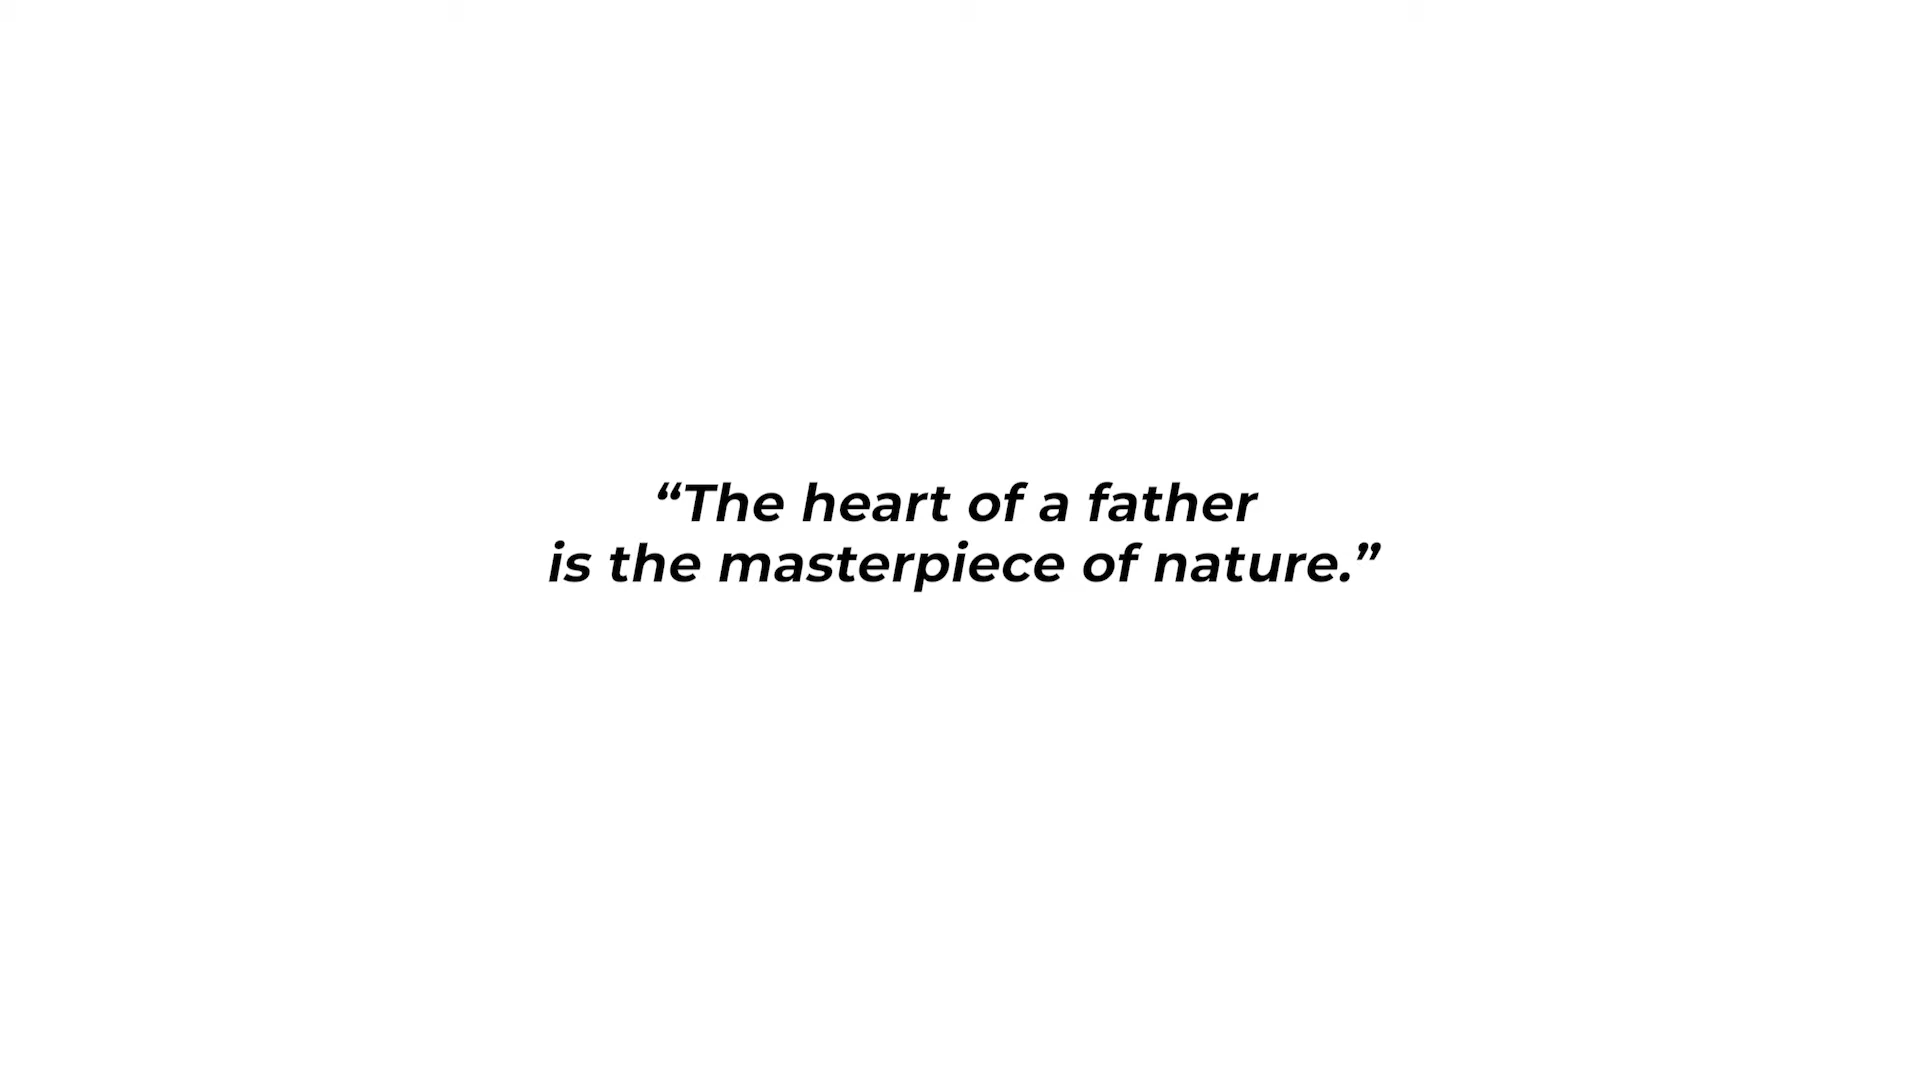 “The heart of a father
is the masterpiece of nature.”